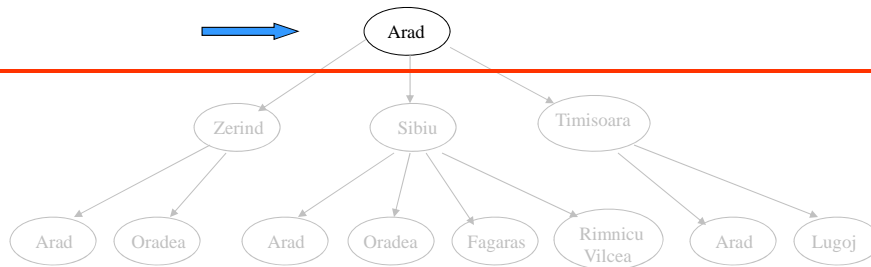 Arad
Zerind
Sibiu
Timisoara
Arad
Oradea
Arad
Oradea
Fagaras
Rimnicu
Vilcea
Arad
Lugoj